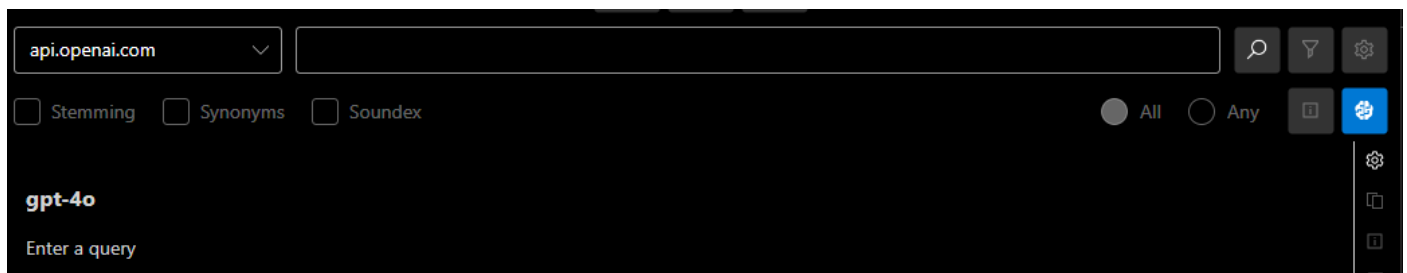 api.openai.com
Stemming Synonyms Soundex All Any
gpt-4o
Enter a query